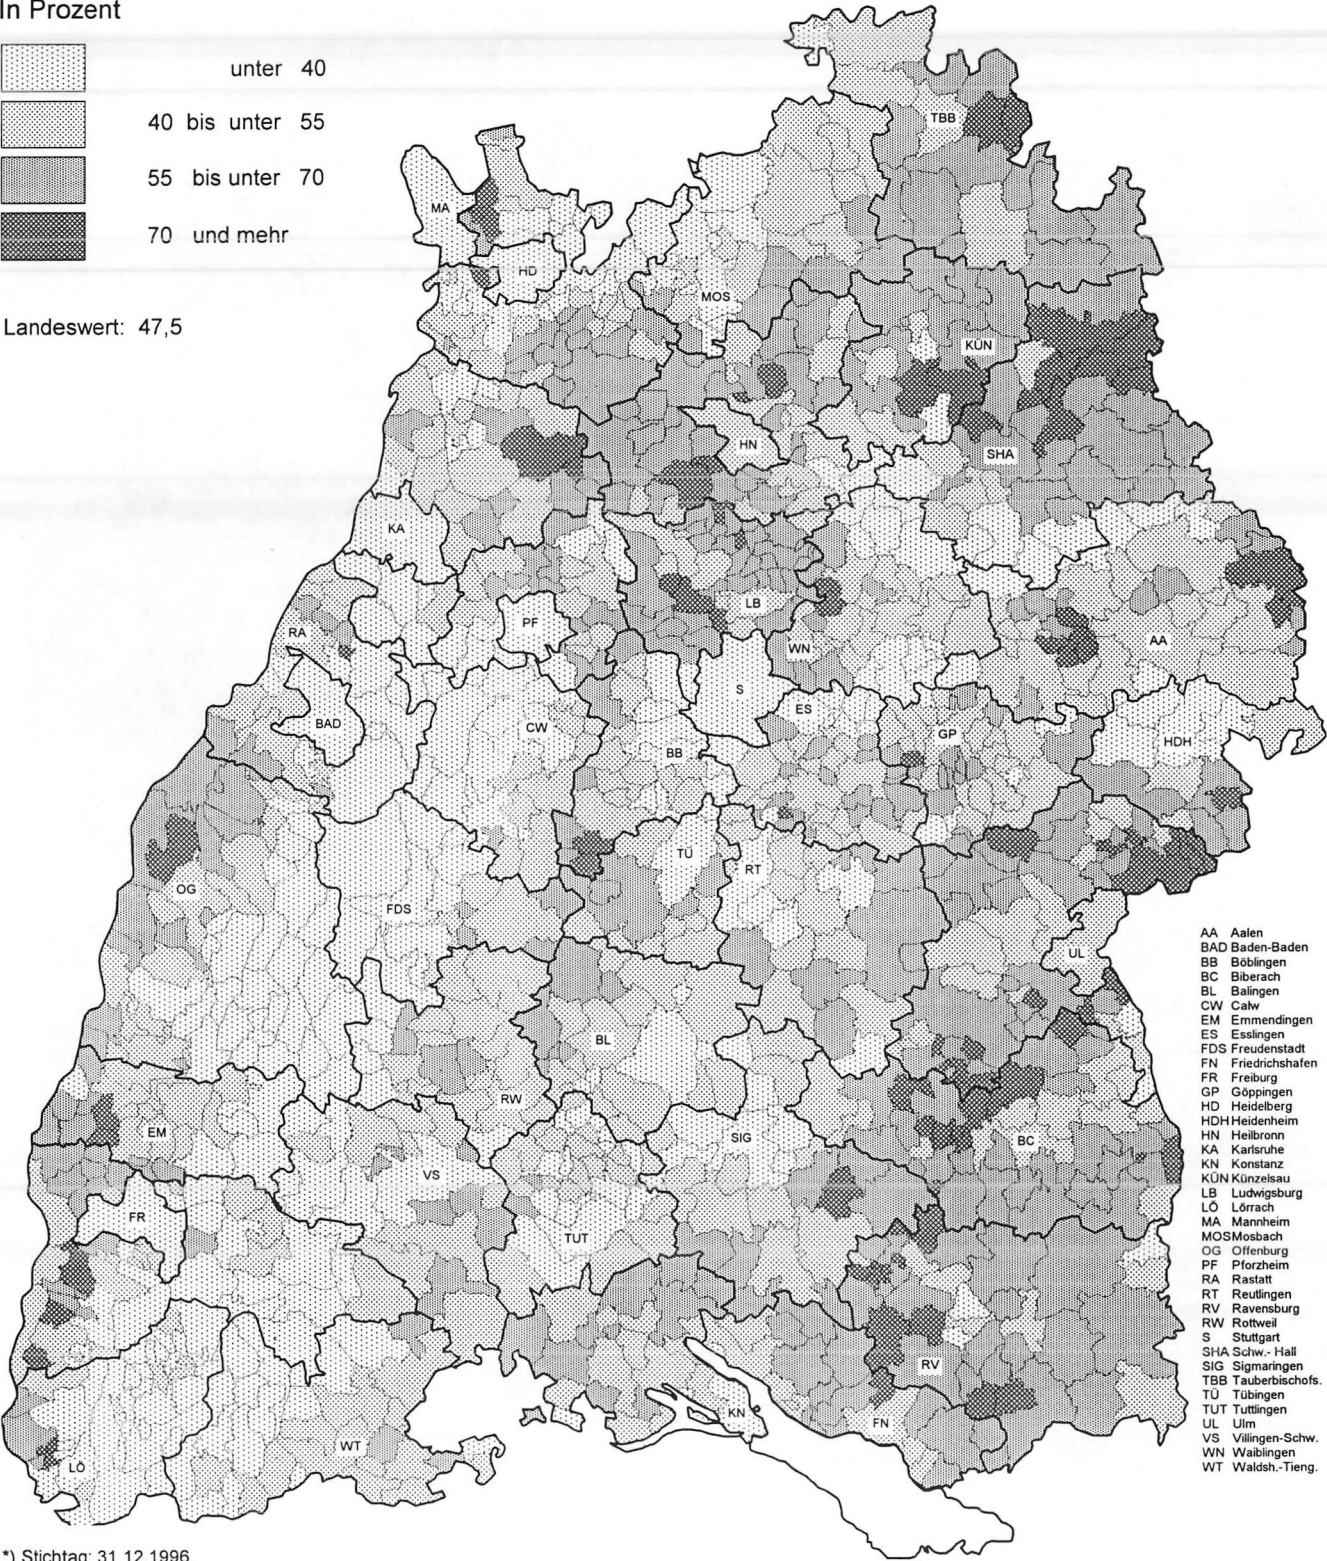 In Prozent
unter 40
40 bis unter 55
55 bis unter 70
70 und mehr
Landeswert: 47,5
TBB
MA
HD
MOS
KÜN
HN
SHA
KA
LB
PF
RA
WN
AA
S
BAD
ES
CW
GP
HDH
BB
TÜ
RT
OG
FDS
UL
BL
RW
EM
SIG
BC
VS
FR
TUT
RV
KN
FN
WT
LÖ
AA Aalen
BAD Baden-Baden
BB Böblingen
BC Biberach
BL Balingen
CW Calw
EM Emmendingen
ES Esslingen
FDS Freudenstadt
FN Friedrichshafen
FR Freiburg
GP Göppingen
HD Heidelberg
HDH Heidenheim
HN Heilbronn
KA Karlsruhe
KN Konstanz
KÜN Künzelsau
LB Ludwigsburg
LÖ Lörrach
MA Mannheim
MOS Mosbach
OG Offenburg
PF Pforzheim
RA Rastatt
RT Reutlingen
RV Ravensburg
RW Rottweil
S Stuttgart
SHA Schw.- Hall
SIG Sigmaringen
TBB Tauberbischofs.
TÜ Tübingen
TUT Tuttlingen
UL Ulm
VS Villingen-Schw.
WN Waiblingen
WT Waldsh.-Tieng.
*) Stichtag: 31.12.1996